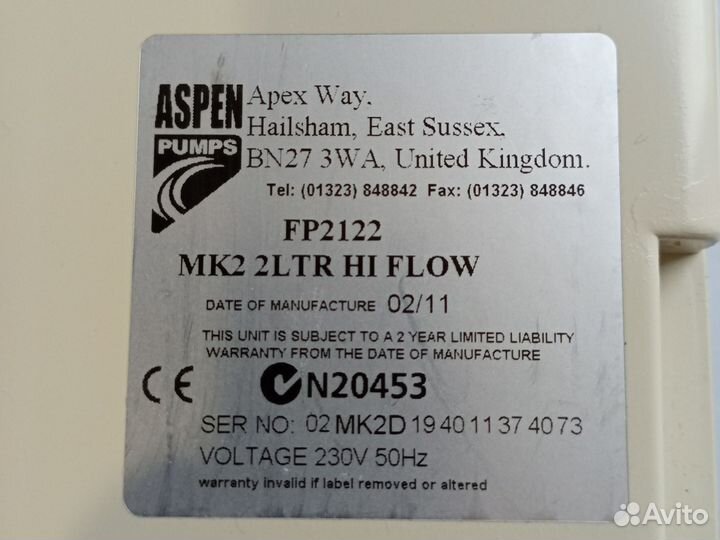 ASPEN
PUMPS
Apex Way.
Hailsham, East Sussex.
BN27 3WA, United Kingdom.
Tel: (01323) 848842 Fax: (01323) 848846
FP2122
MK2 2LTR HI FLOW
DATE OF MANUFACTURE 02/11
THIS UNIT IS SUBJECT TO A 2 YEAR LIMITED LIABILITY
WARRANTY FROM THE DATE OF MANUFACTURE
CE N20453
SER NO: 02 MK2D 19 40 11 37 40 73
VOLTAGE 230V 50Hz
warranty invalid if label removed or altered
Avito